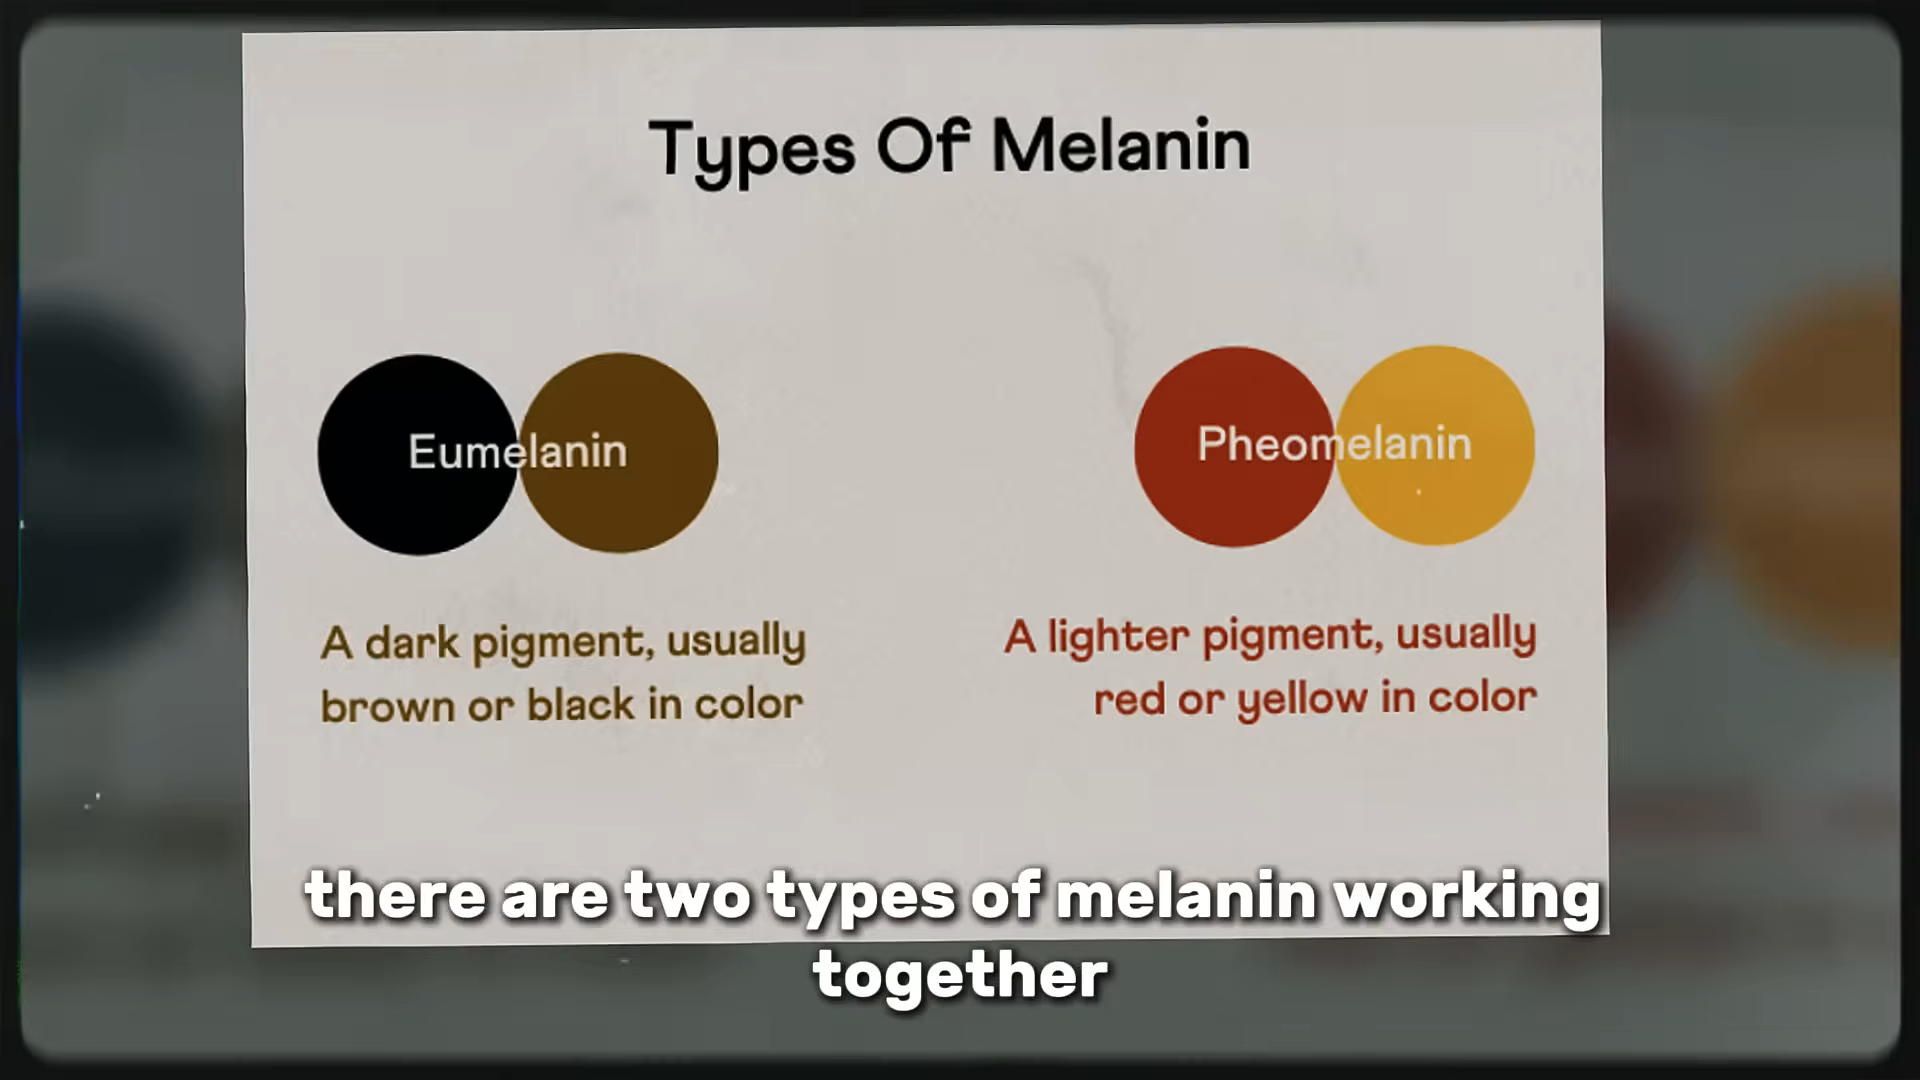 Types Of Melanin
Eumelanin
Pheomelanin
A dark pigment, usually
brown or black in color
A lighter pigment, usually
red or yellow in color
there are two types of melanin working
together